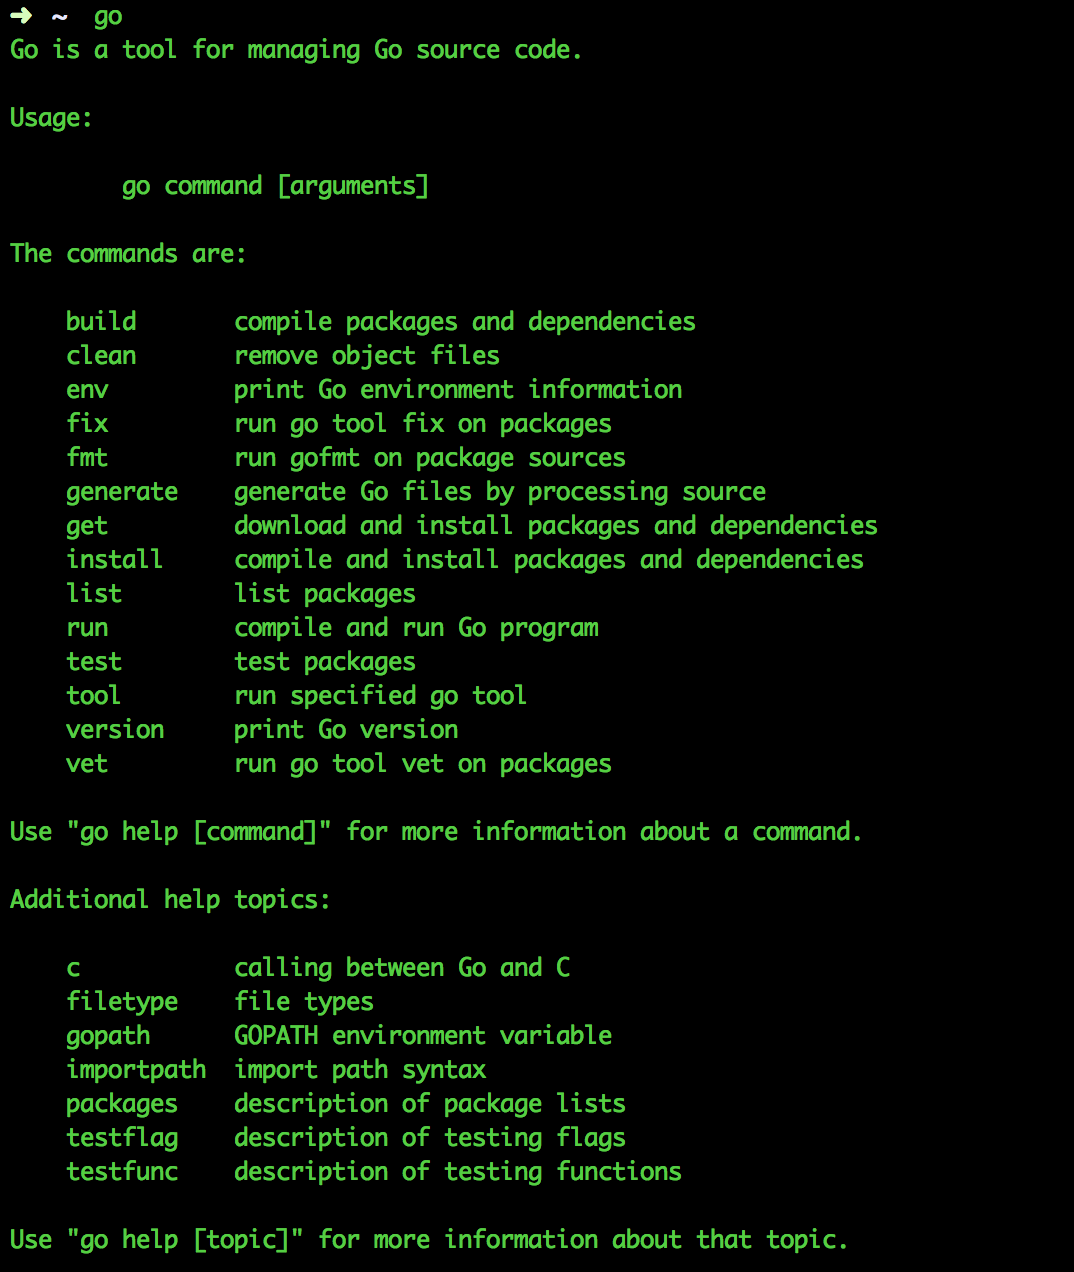 ➜ ~ go
Go is a tool for managing Go source code.
Usage:
go command [arguments]
The commands are:
build compile packages and dependencies
clean remove object files
env print Go environment information
fix run go tool fix on packages
fmt run gofmt on package sources
generate generate Go files by processing source
get download and install packages and dependencies
install compile and install packages and dependencies
list list packages
run compile and run Go program
test test packages
tool run specified go tool
version print Go version
vet run go tool vet on packages
Use "go help [command]" for more information about a command.
Additional help topics:
c calling between Go and C
filetype file types
gopath GOPATH environment variable
importpath import path syntax
packages description of package lists
testflag description of testing flags
testfunc description of testing functions
Use "go help [topic]" for more information about that topic.